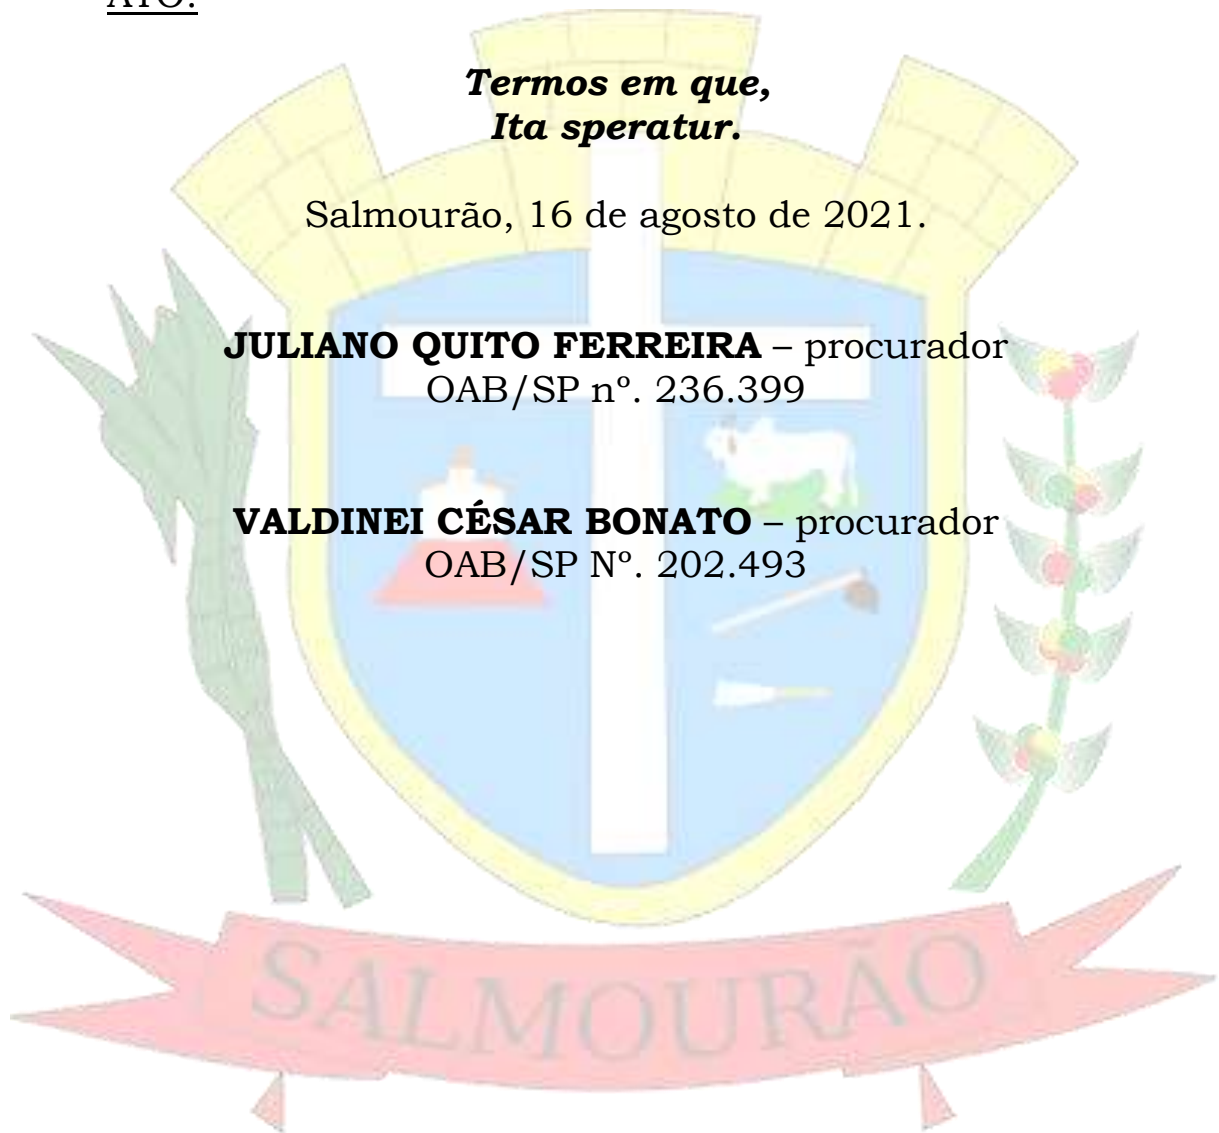 ATO.
Termos em que,
Ita speratur.
Salmourão, 16 de agosto de 2021.
JULIANO QUITO FERREIRA – procurador
OAB/SP nº. 236.399
VALDINEI CÉSAR BONATO – procurador
OAB/SP Nº. 202.493
SALMOURÃO